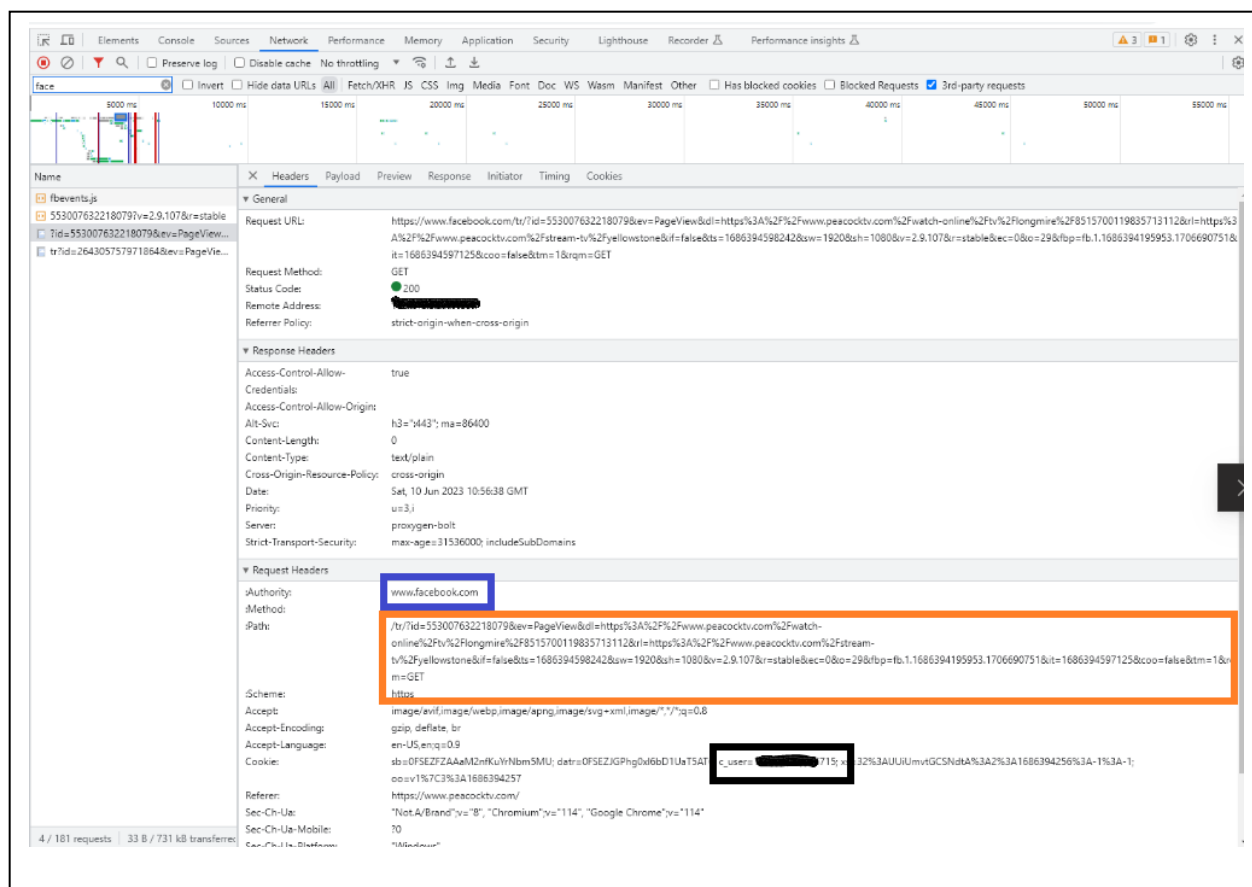 Elements Console Sources Network Performance Memory Application Security Lighthouse Recorder Performance insights 3 1
Preserve log Disable cache No throttling
face Invert Hide data URLs All Fetch/XHR JS CSS Img Media Font Doc WS Wasm Manifest Other Has blocked cookies Blocked Requests 3rd-party requests
5000 ms 10000 ms 15000 ms 20000 ms 25000 ms 30000 ms 35000 ms 40000 ms 45000 ms 50000 ms 55000 ms
Name
fbevents.js
553007632218079?v=2.9.107&r=stable
?id=553007632218079&ev=PageView...
tr?id=264305757971864&ev=PageVie...
Headers Payload Preview Response Initiator Timing Cookies
General
Request URL: https://www.facebook.com/tr/?id=553007632218079&ev=PageView&dl=https%3A%2F%2Fwww.peacocktv.com%2Fwatch-online%2Ftv%2Flongmire%2F8515700119835713112&rl=https%3
A%2F%2Fwww.peacocktv.com%2Fstream-tv%2Fyellowstone&if=false&ts=1686394598242&sw=1920&sh=1080&v=2.9.107&r=stable&ec=0&o=29&fbp=fb.1.1686394195953.1706690751&
it=1686394597125&coo=false&tm=1&rqm=GET
Request Method: GET
Status Code: 200
Remote Address:
Referrer Policy: strict-origin-when-cross-origin
Response Headers
Access-Control-Allow- true
Credentials:
Access-Control-Allow-Origin:
Alt-Svc: h3=":443"; ma=86400
Content-Length: 0
Content-Type: text/plain
Cross-Origin-Resource-Policy: cross-origin
Date: Sat, 10 Jun 2023 10:56:38 GMT
Priority: u=3,i
Server: proxygen-bolt
Strict-Transport-Security: max-age=31536000; includeSubDomains
Request Headers
:Authority: www.facebook.com
:Method:
:Path: /tr/?id=553007632218079&ev=PageView&dl=https%3A%2F%2Fwww.peacocktv.com%2Fwatch-
online%2Ftv%2Flongmire%2F8515700119835713112&rl=https%3A%2F%2Fwww.peacocktv.com%2Fstream-
tv%2Fyellowstone&if=false&ts=1686394598242&sw=1920&sh=1080&v=2.9.107&r=stable&ec=0&o=29&fbp=fb.1.1686394195953.1706690751&it=1686394597125&coo=false&tm=1&r
m=GET
:Scheme: https
Accept: image/avif,image/webp,image/apng,image/svg+xml,image/*,*/*;q=0.8
Accept-Encoding: gzip, deflate, br
Accept-Language: en-US,en;q=0.9
Cookie: c_user= 715;
oo=v1%7C3%3A1686394257
Referer: https://www.peacocktv.com/
Sec-Ch-Ua: "Not.A/Brand";v="8", "Chromium";v="114", "Google Chrome";v="114"
Sec-Ch-Ua-Mobile: ?0
Sec-Ch-Ua-Platform: "Windows"
4 / 181 requests 33 B / 731 kB transferred